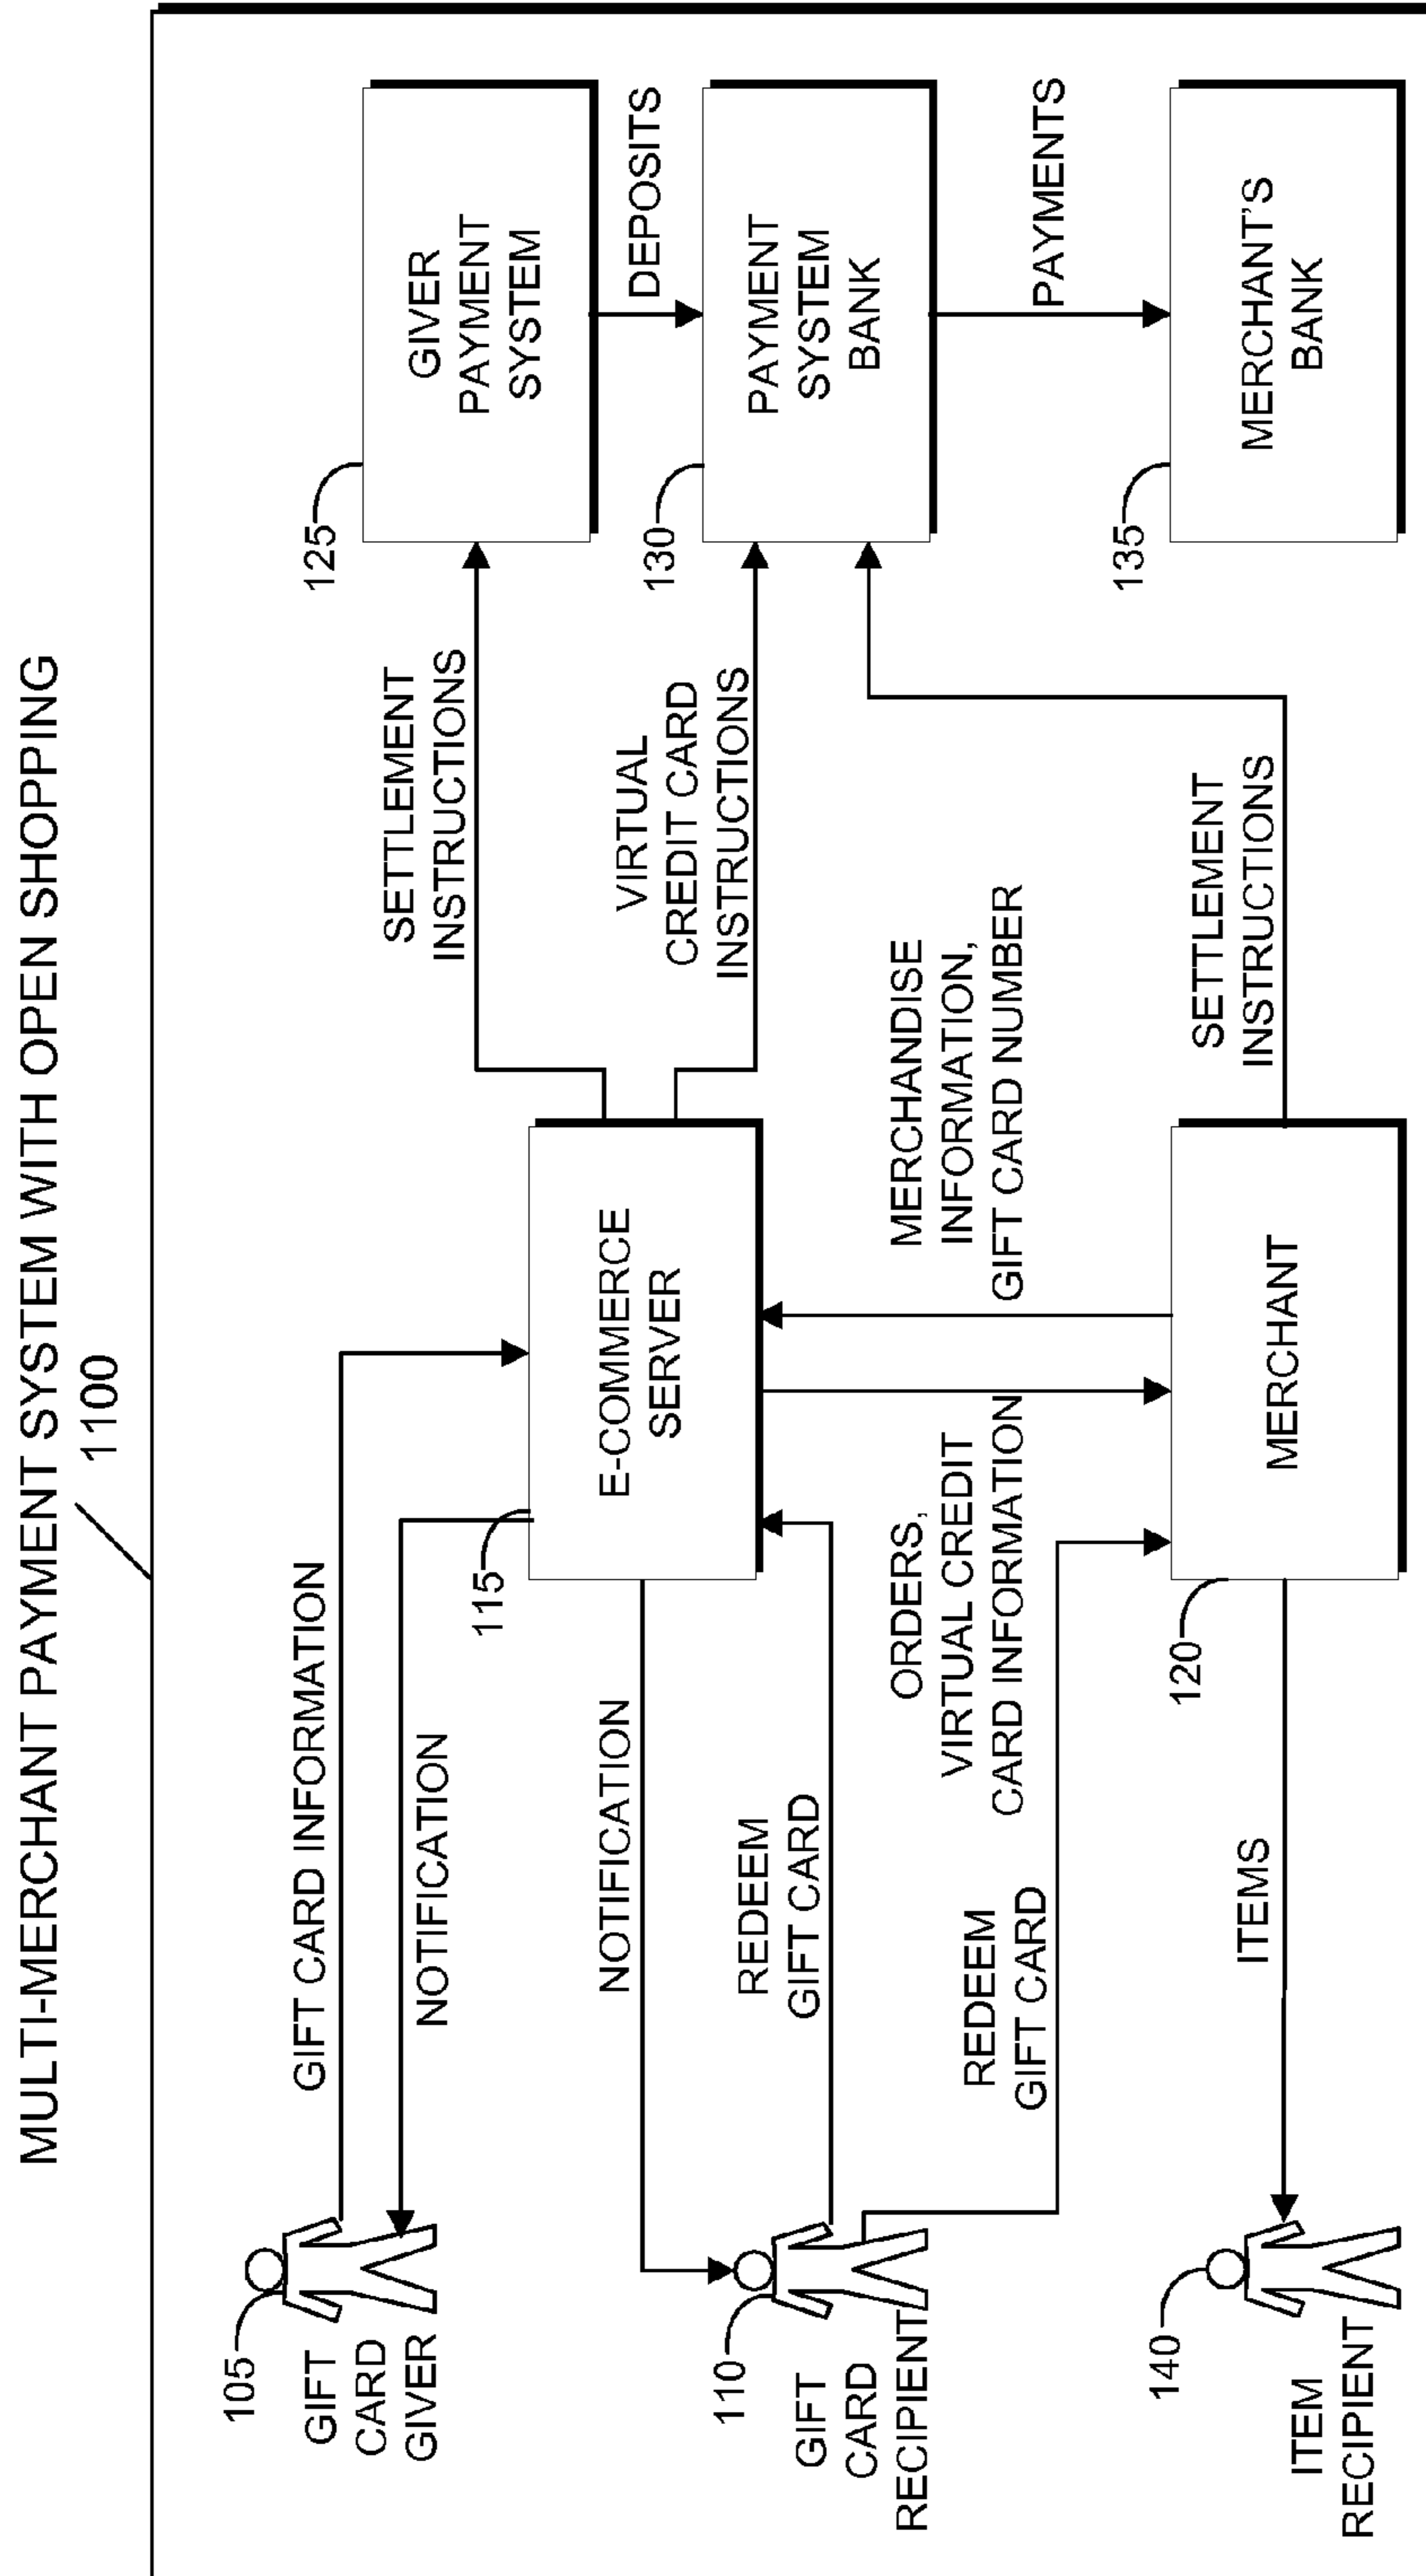 MULTI-MERCHANT PAYMENT SYSTEM WITH OPEN SHOPPING
1100
105
GIFT
CARD
GIVER
GIFT CARD INFORMATION
NOTIFICATION
SETTLEMENT
INSTRUCTIONS
125
GIVER
PAYMENT
SYSTEM
DEPOSITS
115
E-COMMERCE
SERVER
VIRTUAL
CREDIT CARD
INSTRUCTIONS
130
PAYMENT
SYSTEM
BANK
110
GIFT
CARD
RECIPIENT
NOTIFICATION
REDEEM
GIFT CARD
REDEEM
GIFT CARD
ORDERS,
VIRTUAL CREDIT
CARD INFORMATION
MERCHANDISE
INFORMATION,
GIFT CARD NUMBER
PAYMENTS
140
ITEM
RECIPIENT
ITEMS
120
MERCHANT
SETTLEMENT
INSTRUCTIONS
135
MERCHANT'S
BANK